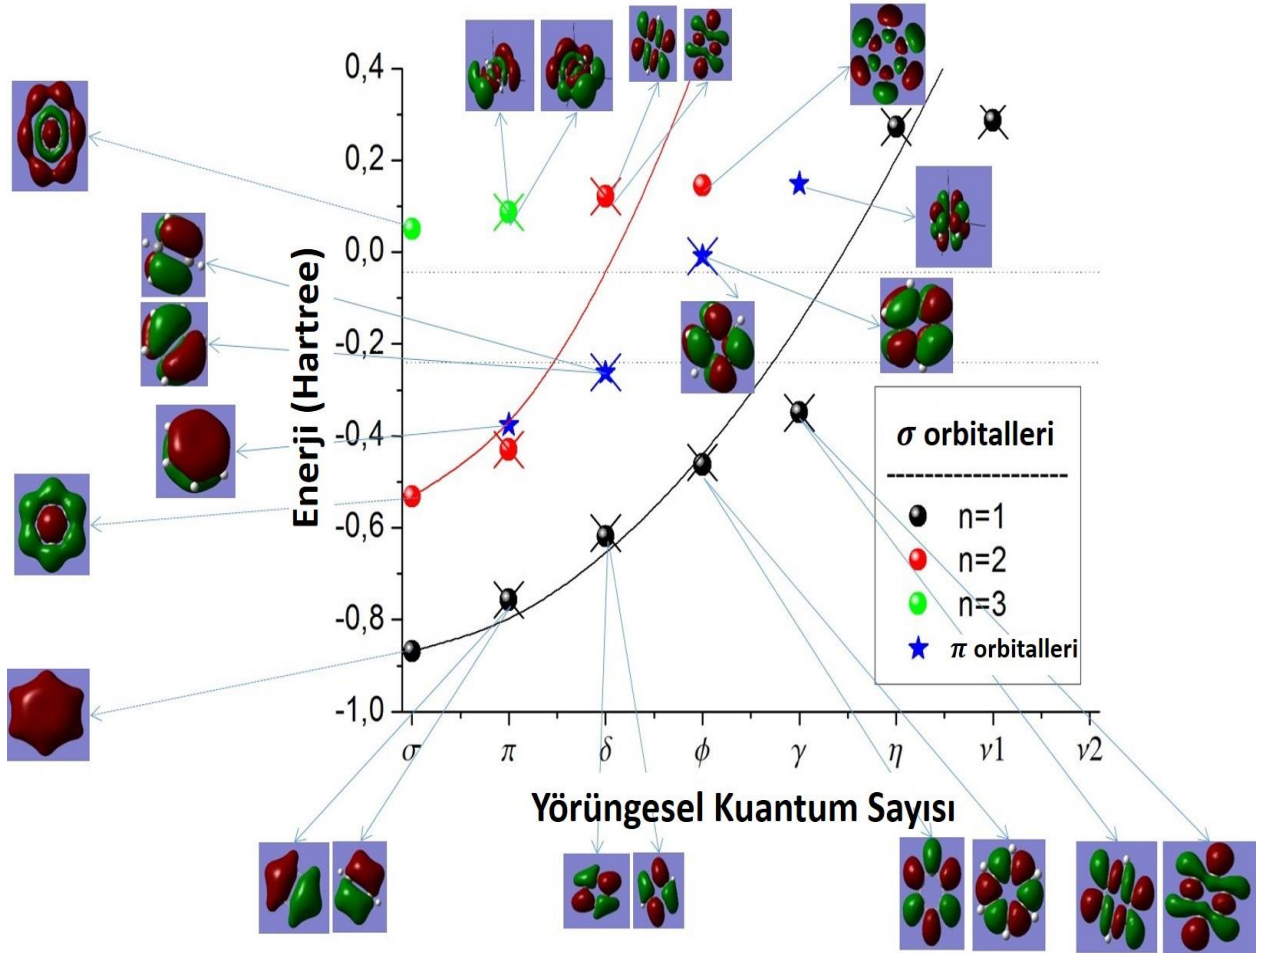 0,4
0,2
0,0
-0,2
-0,4
-0,6
-0,8
-1,0
Enerji (Hartree)
σ π δ ϕ γ η ν1 ν2
Yörüngesel Kuantum Sayısı
σ orbitalleri
--------------------
n=1
n=2
n=3
π orbitalleri